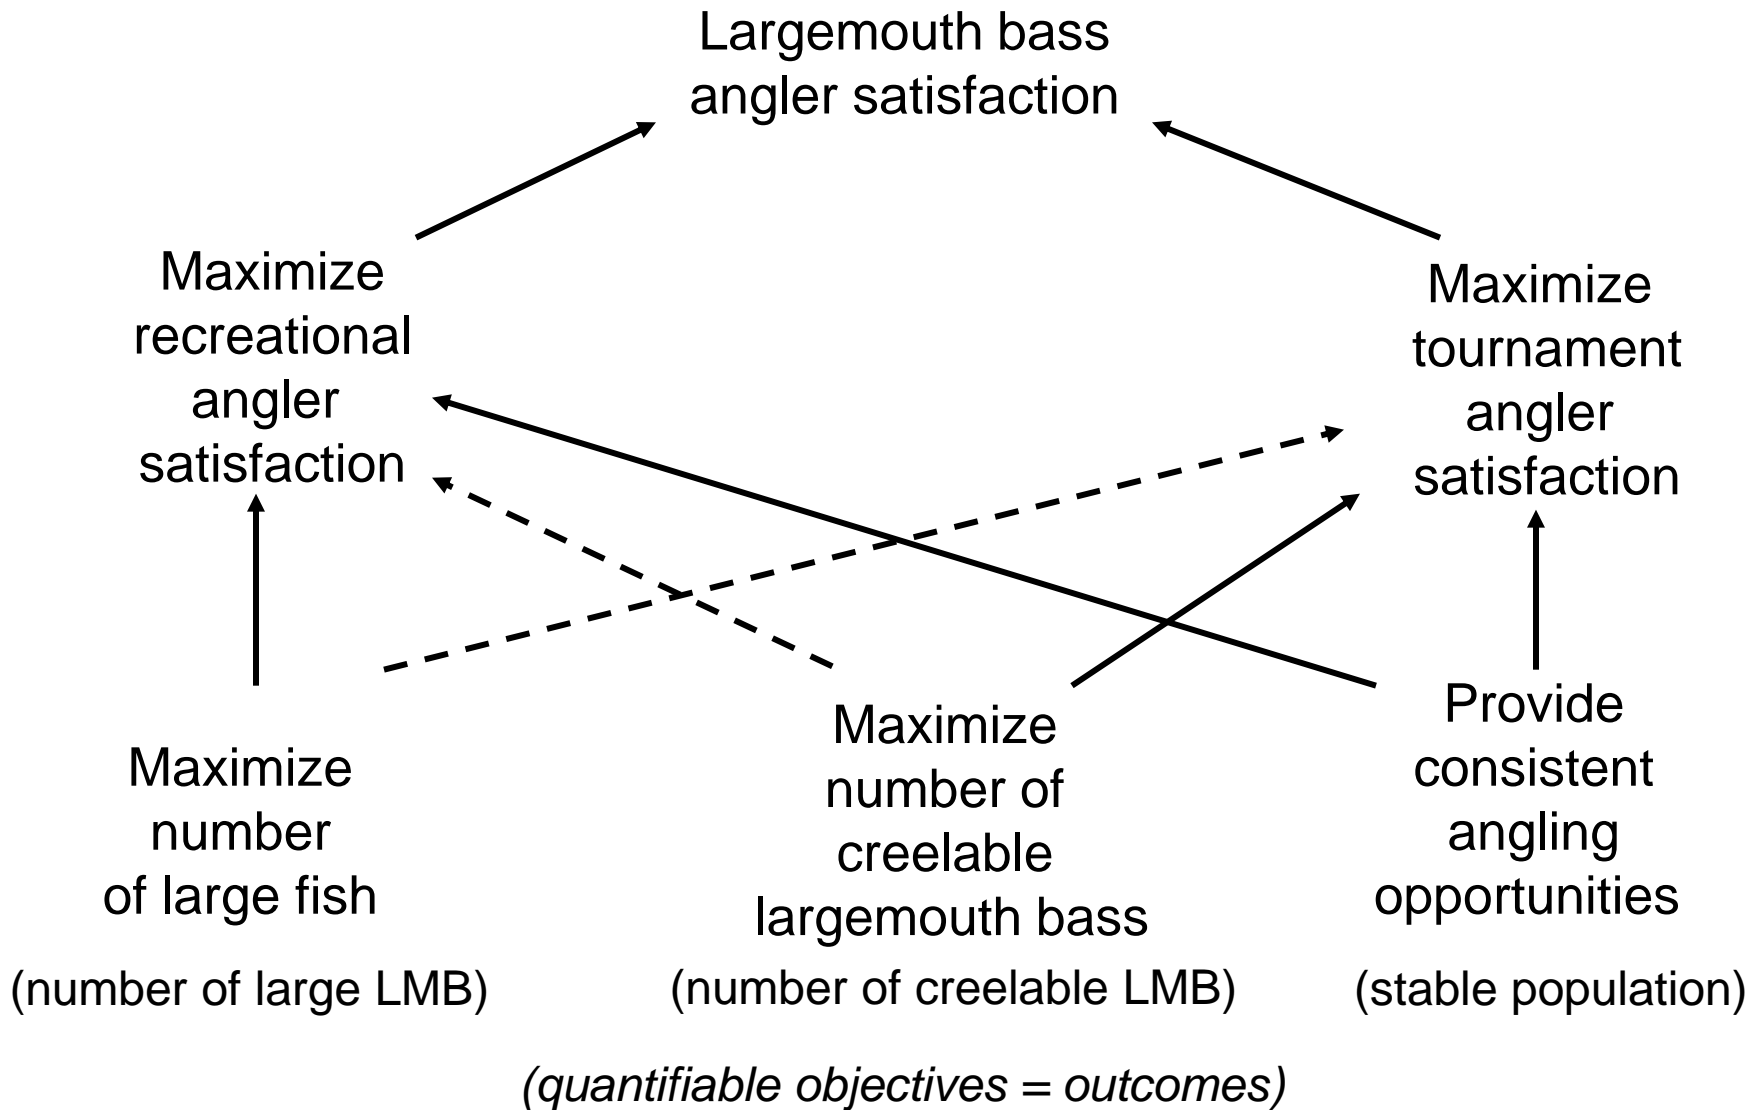 Largemouth bass
angler satisfaction
Maximize
recreational
angler
satisfaction
Maximize
tournament
angler
satisfaction
Maximize
number
of large fish
(number of large LMB)
Maximize
number of
creelable
largemouth bass
(number of creelable LMB)
Provide
consistent
angling
opportunities
(stable population)
(quantifiable objectives = outcomes)